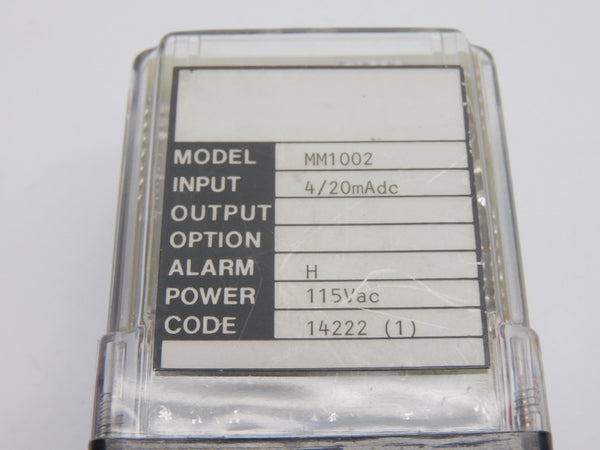 MODEL MM1002
INPUT 4/20mAdc
OUTPUT
OPTION
ALARM H
POWER 115Vac
CODE 14222 (1)